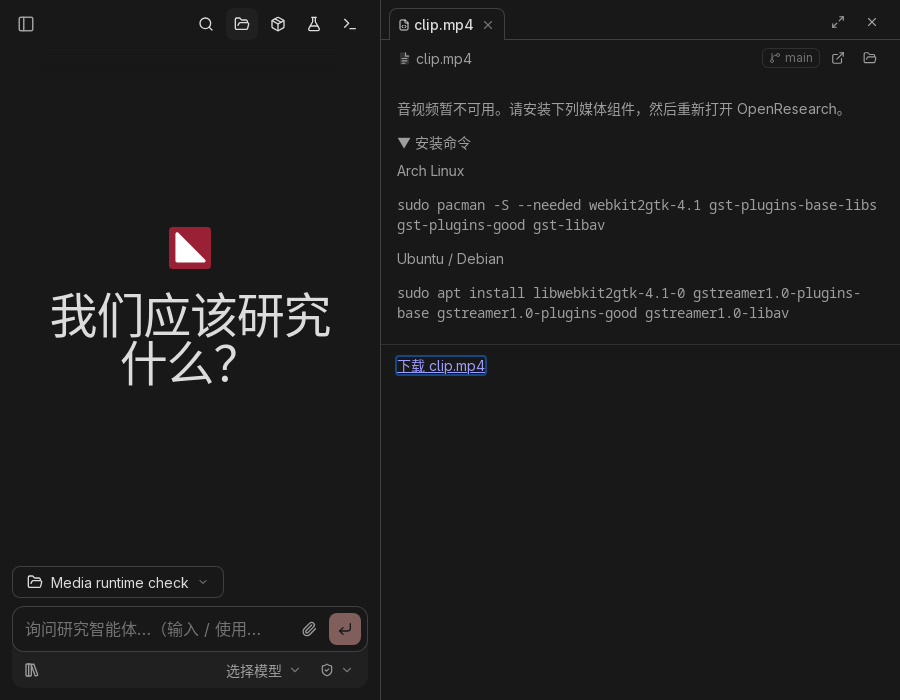 clip.mp4
clip.mp4
main
音视频暂不可用。请安装下列媒体组件，然后重新打开 OpenResearch。
▼ 安装命令
Arch Linux
sudo pacman -S --needed webkit2gtk-4.1 gst-plugins-base-libs
gst-plugins-good gst-libav
Ubuntu / Debian
sudo apt install libwebkit2gtk-4.1-0 gstreamer1.0-plugins-
base gstreamer1.0-plugins-good gstreamer1.0-libav
下载 clip.mp4
我们应该研究
什么？
Media runtime check
询问研究智能体...（输入 / 使用...
选择模型